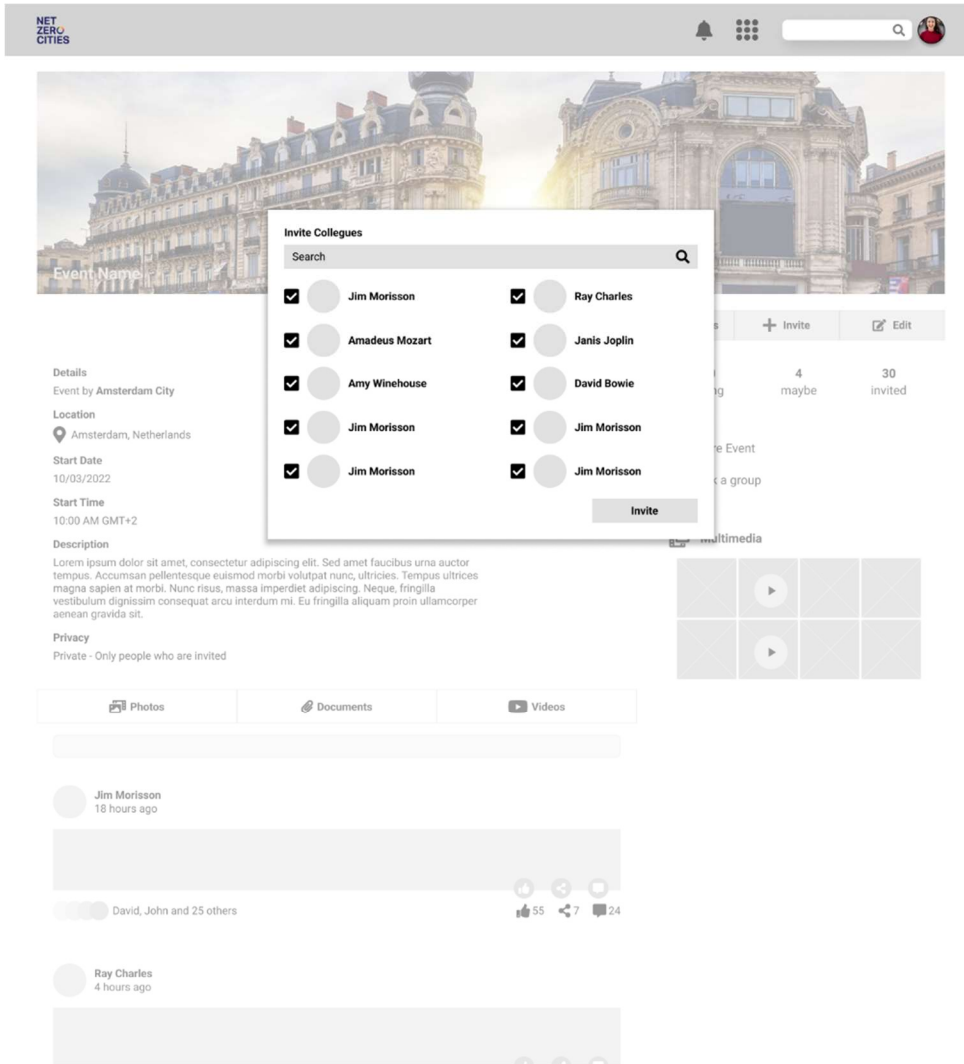 NET
ZERO
CITIES
Event Name
Invite Collegues
Search
Jim Morisson
Ray Charles
Amadeus Mozart
Janis Joplin
Amy Winehouse
David Bowie
Jim Morisson
Jim Morisson
Jim Morisson
Jim Morisson
Invite
Invite
Edit
4
30
maybe
invited
Details
Event by Amsterdam City
Location
Amsterdam, Netherlands
Start Date
10/03/2022
Start Time
10:00 AM GMT+2
Description
Lorem ipsum dolor sit amet, consectetur adipiscing elit. Sed amet faucibus urna auctor
tempus. Accumsan pellentesque euismod morbi volutpat nunc, ultricies. Tempus ultrices
magna sapien at morbi. Nunc risus, massa imperdiet adipiscing. Neque, fringilla
vestibulum dignissim consequat arcu interdum mi. Eu fringilla aliquam proin ullamcorper
aenean gravida sit.
Privacy
Private - Only people who are invited
Event
a group
Multimedia
Photos
Documents
Videos
Jim Morisson
18 hours ago
David, John and 25 others
55
7
24
Ray Charles
4 hours ago